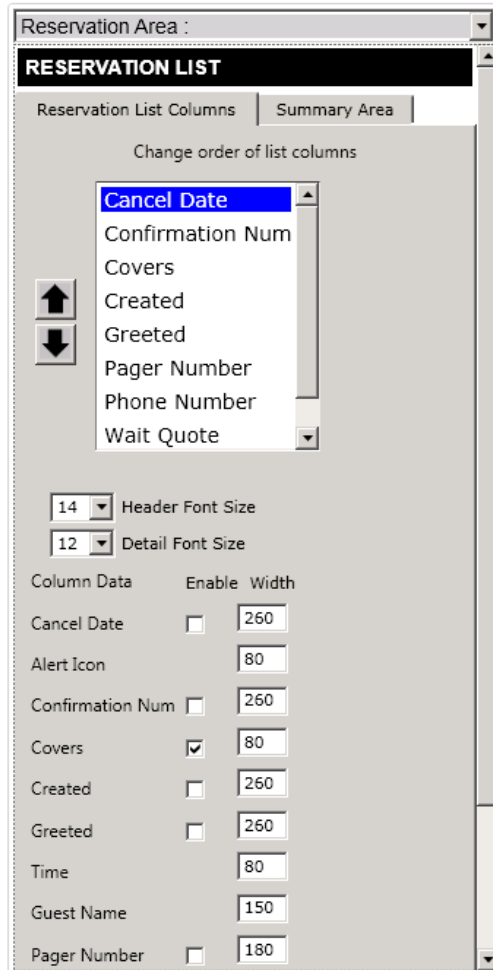 Reservation Area :
RESERVATION LIST
Reservation List Columns Summary Area
Change order of list columns
Cancel Date
Confirmation Num
Covers
Created
Greeted
Pager Number
Phone Number
Wait Quote
14 Header Font Size
12 Detail Font Size
Column Data Enable Width
Cancel Date 260
Alert Icon 80
Confirmation Num 260
Covers 80
Created 260
Greeted 260
Time 80
Guest Name 150
Pager Number 180